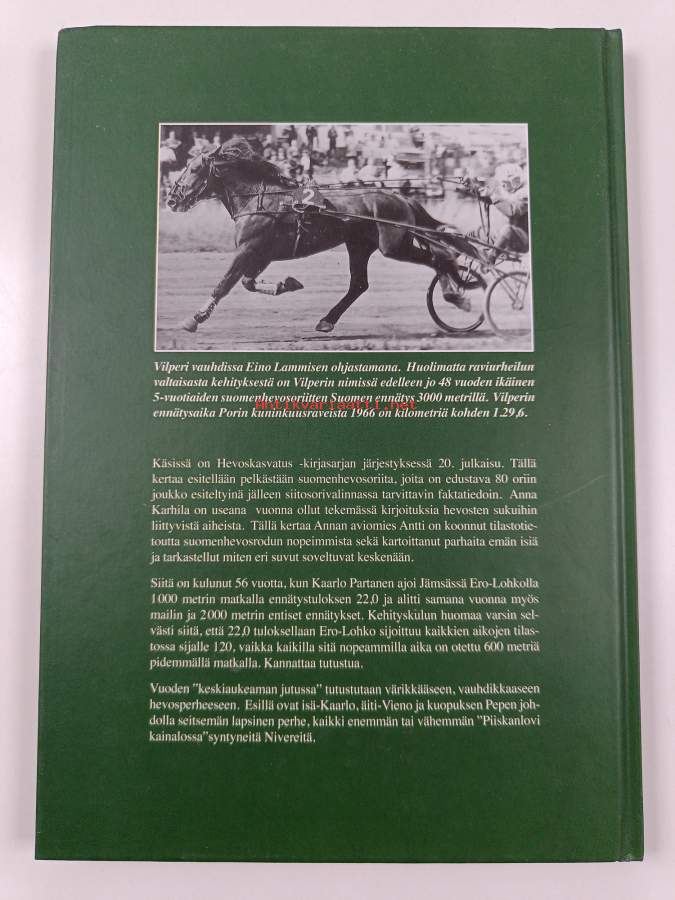 2
Vilperi vauhdissa Eino Lammisen ohjastamana. Huolimatta raviurheilun
valtaisasta kehityksestä on Vilperin nimissä edelleen jo 48 vuoden ikäinen
5-vuotiaiden suomenhevosoriitten Suomen ennätys 3000 metrillä. Vilperin
Antikvariaatti.net
ennätysaika Porin kuninkuusraveista 1966 on kilometriä kohden 1.29,6.
Käsissä on Hevoskasvatus -kirjasarjan järjestyksessä 20. julkaisu. Tällä
kertaa esitellään pelkästään suomenhevosoriita, joita on edustava 80 oriin
joukko esiteltyinä jälleen siitosorivalinnassa tarvittavin faktatiedoin. Anna
Karhila on useana vuonna ollut tekemässä kirjoituksia hevosten sukuihin
liittyvistä aiheista. Tällä kertaa Annan aviomies Antti on koonnut tilastotie-
toutta suomenhevosrodun nopeimmista sekä kartoittanut parhaita emän isiä
ja tarkastellut miten eri suvut soveltuvat keskenään.
Siitä on kulunut 56 vuotta, kun Kaarlo Partanen ajoi Jämsässä Ero-Lohkolla
1000 metrin matkalla ennätystuloksen 22,0 ja alitti samana vuonna myös
mailin ja 2000 metrin entiset ennätykset. Kehityskulun huomaa varsin sel-
västi siitä, että 22,0 tuloksellaan Ero-Lohko sijoittuu kaikkien aikojen tilas-
tossa sijalle 120, vaikka kaikilla sitä nopeammilla aika on otettu 600 metriä
pidemmällä matkalla. Kannattaa tutustua.
Vuoden "keskiaukeaman jutussa" tutustutaan värikkääseen, vauhdikkaaseen
hevosperheeseen. Esillä ovat isä-Kaarlo, äiti-Vieno ja kuopuksen Pepen joh-
dolla seitsemän lapsinen perhe, kaikki enemmän tai vähemmän "Piiskanlovi
kainalossa"syntyneitä Nivereitä.